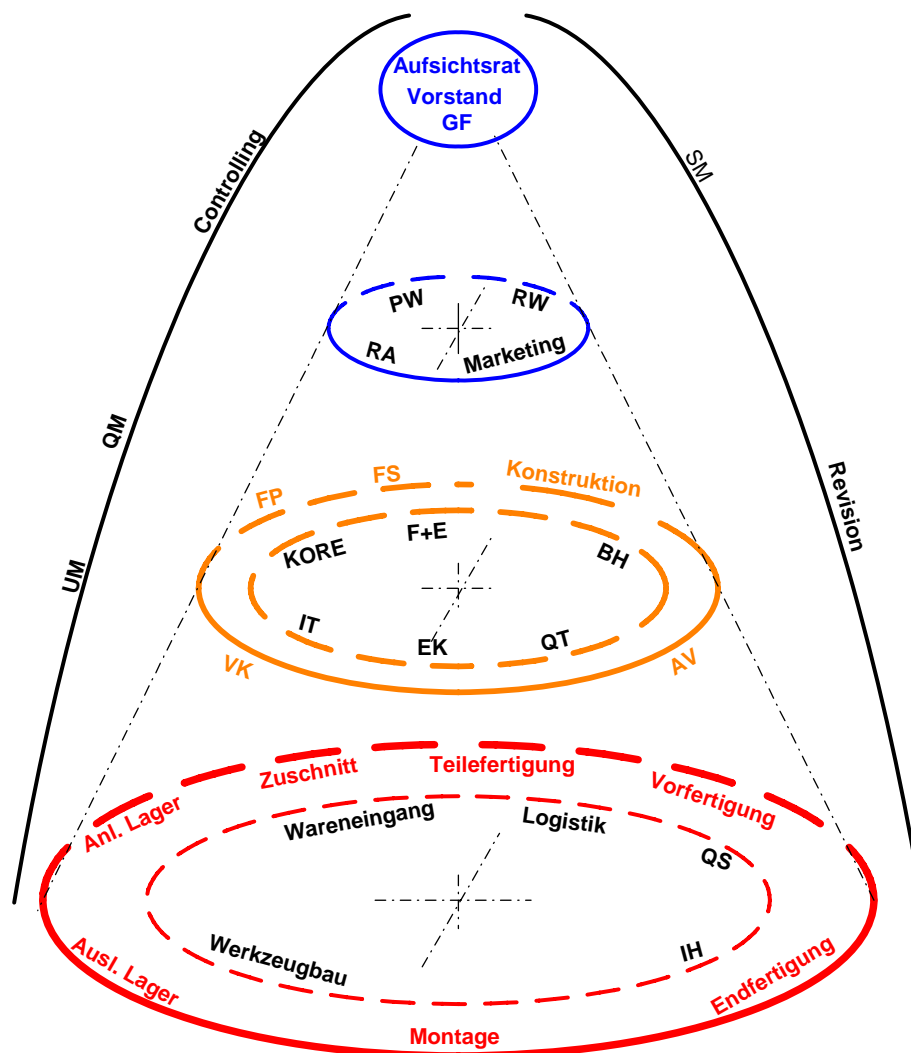 Aufsichtsrat
Vorstand
GF
Controlling
SM
PW
RW
RA
Marketing
QM
Revision
UM
FP
FS
Konstruktion
KORE
F+E
BH
IT
EK
QT
VK
AV
Anl. Lager
Zuschnitt
Teilefertigung
Vorfertigung
Wareneingang
Logistik
QS
Werkzeugbau
IH
Ausl. Lager
Montage
Endfertigung